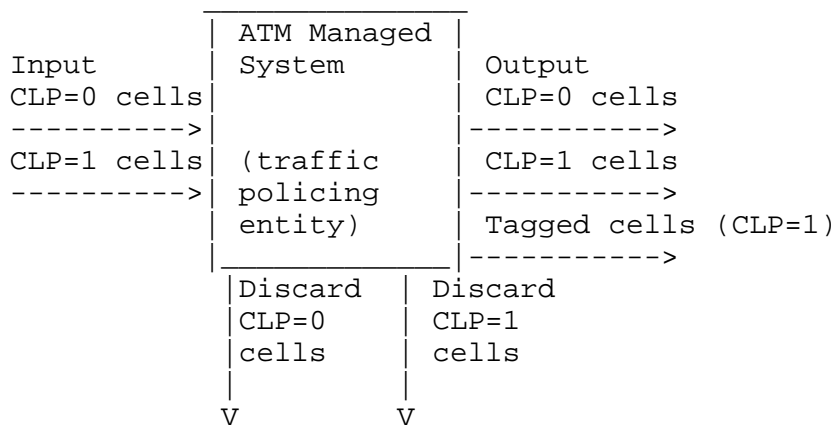 ATM Managed
Input System Output
CLP=0 cells CLP=0 cells
---------->  ----------->
CLP=1 cells (traffic CLP=1 cells
----------> policing ----------->
entity) Tagged cells (CLP=1)
----------->
Discard Discard
CLP=0 CLP=1
cells cells
V V